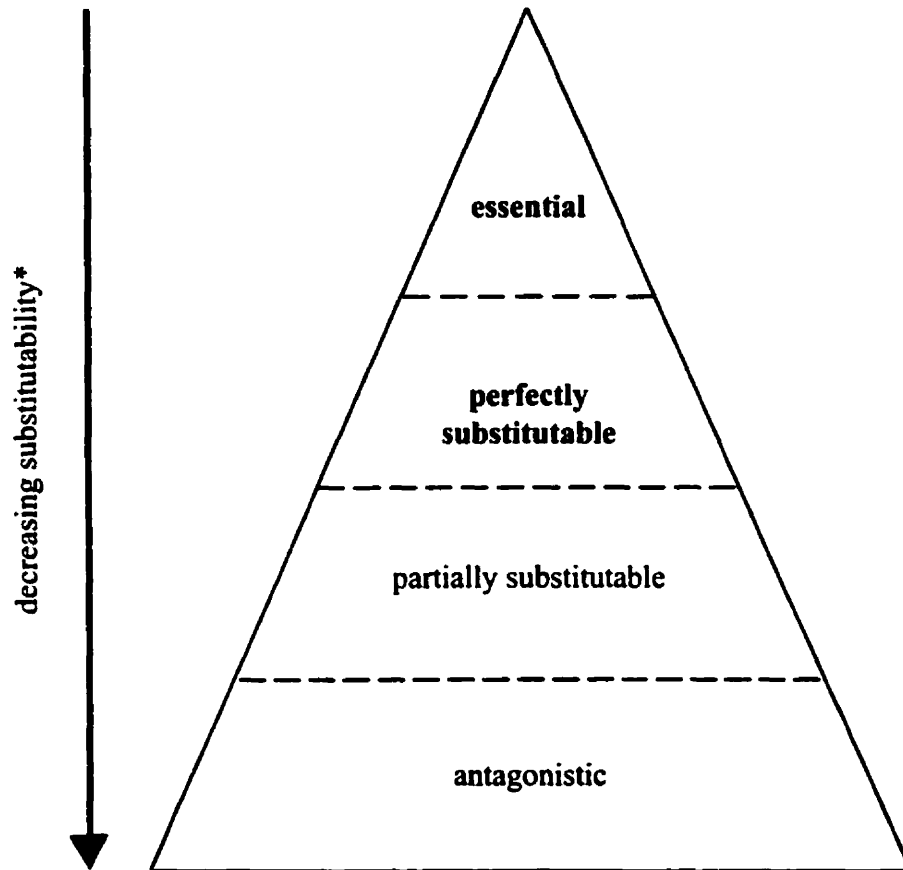 essential
perfectly
substitutable
partially substitutable
antagonistic
decreasing substitutability*